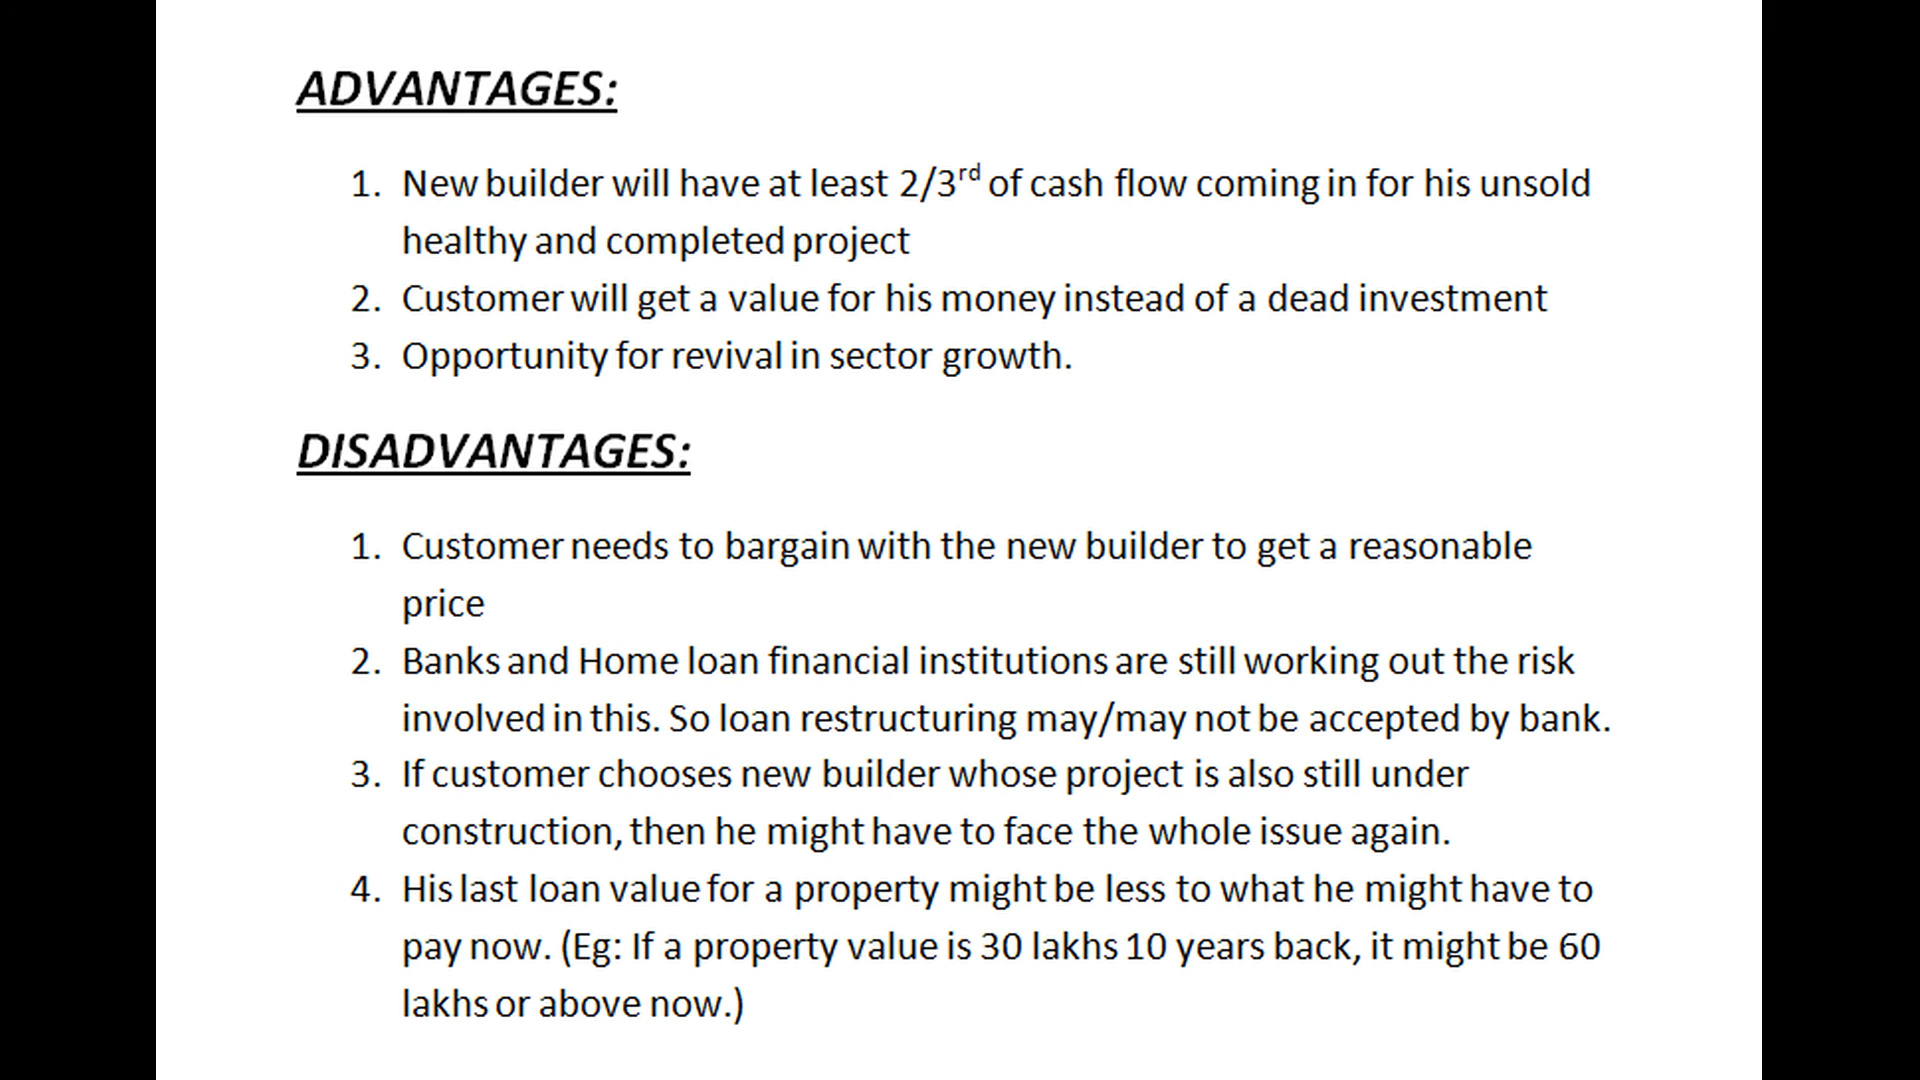 ADVANTAGES:
1. New builder will have at least 2/3rd of cash flow coming in for his unsold
healthy and completed project
2. Customer will get a value for his money instead of a dead investment
3. Opportunity for revival in sector growth.
DISADVANTAGES:
1. Customer needs to bargain with the new builder to get a reasonable
price
2. Banks and Home loan financial institutions are still working out the risk
involved in this. So loan restructuring may/may not be accepted by bank.
3. If customer chooses new builder whose project is also still under
construction, then he might have to face the whole issue again.
4. His last loan value for a property might be less to what he might have to
pay now. (Eg: If a property value is 30 lakhs 10 years back, it might be 60
lakhs or above now.)